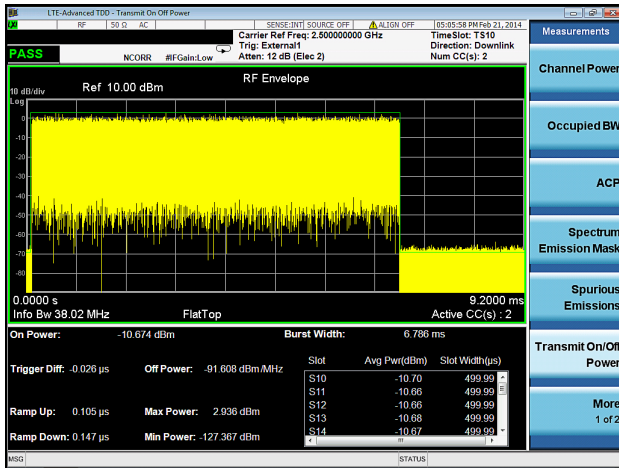 LTE-Advanced TDD - Transmit On Off Power
RF 50 Ω AC SENSE:INT SOURCE OFF ALIGN OFF 05:05:58 PM Feb 21, 2014
Carrier Ref Freq: 2.500000000 GHz TimeSlot: TS10
Trig: External1 Direction: Downlink
PASS NCORR #IFGain:Low Atten: 12 dB (Elec 2) Num CC(s): 2
RF Envelope
10 dB/div Ref 10.00 dBm
Log
0
-10
-20
-30
-40
-50
-60
-70
-80
0.0000 s 9.2000 ms
Info Bw 38.02 MHz FlatTop Active CC(s) : 2
On Power: -10.674 dBm Burst Width: 6.786 ms
Slot Avg Pwr(dBm) Slot Width(µs)
Trigger Diff: -0.026 µs Off Power: -91.608 dBm/MHz
S10 -10.70 499.99
S11 -10.66 499.99
Ramp Up: 0.105 µs Max Power: 2.936 dBm
S12 -10.66 499.99
S13 -10.68 499.99
Ramp Down: 0.147 µs Min Power: -127.367 dBm
S14 -10.67 499.99
MSG STATUS
Measurements
Channel Power
Occupied BW
ACP
Spectrum
Emission Mask
Spurious
Emissions
Transmit On/Off
Power
More
1 of 2